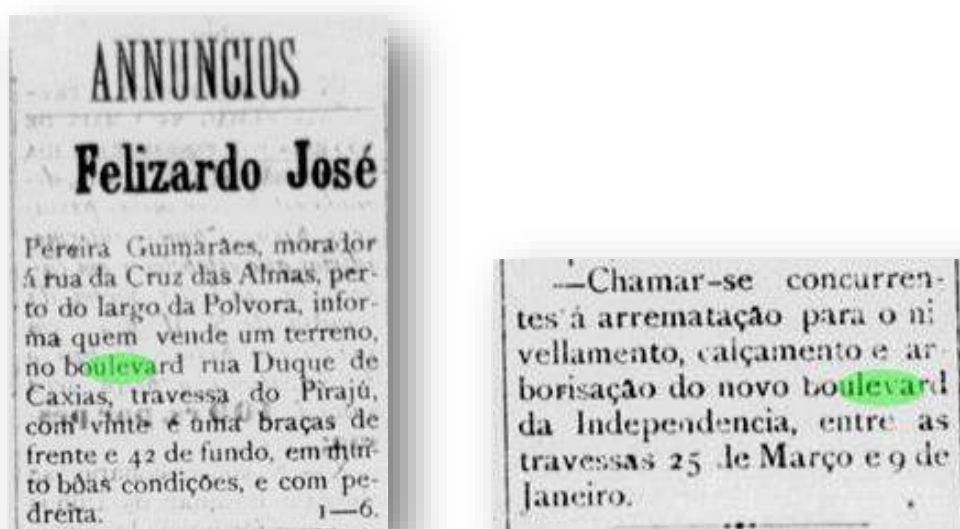 ANNUNCIOS
Felizardo José
Pereira Guimarães, morador
á rua da Cruz das Almas, per-
to do largo da Polvora, infor-
ma quem vende um terreno,
no boulevard rua Duque de
Caxias, travessa do Pirajú,
com vinte e uma braças de
frente e 42 de fundo, em mui-
to bôas condições, e com pe-
dreita. 1—6.
—Chamar-se concurren-
tes á arrematação para o ni
vellamento, calçamento e ar
borisação do novo boulevard
da Independencia, entre as
travessas 25 de Março e 9 de
Janeiro.